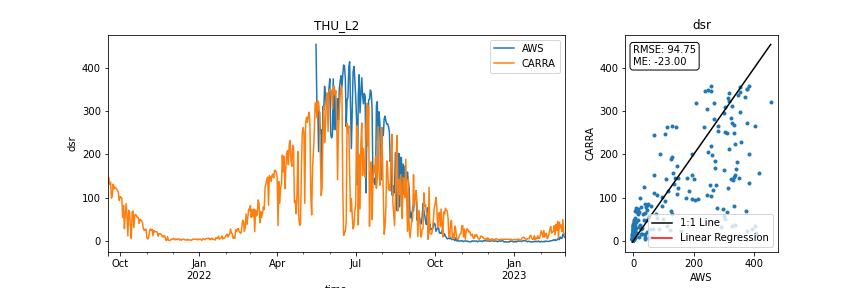 THU_L2
dsr
400
300
200
100
0
Oct
Jan
2022
Apr
Jul
Oct
Jan
2023
time
AWS
CARRA
dsr
CARRA
400
300
200
100
0
0
200
400
AWS
RMSE: 94.75
ME: -23.00
1:1 Line
Linear Regression